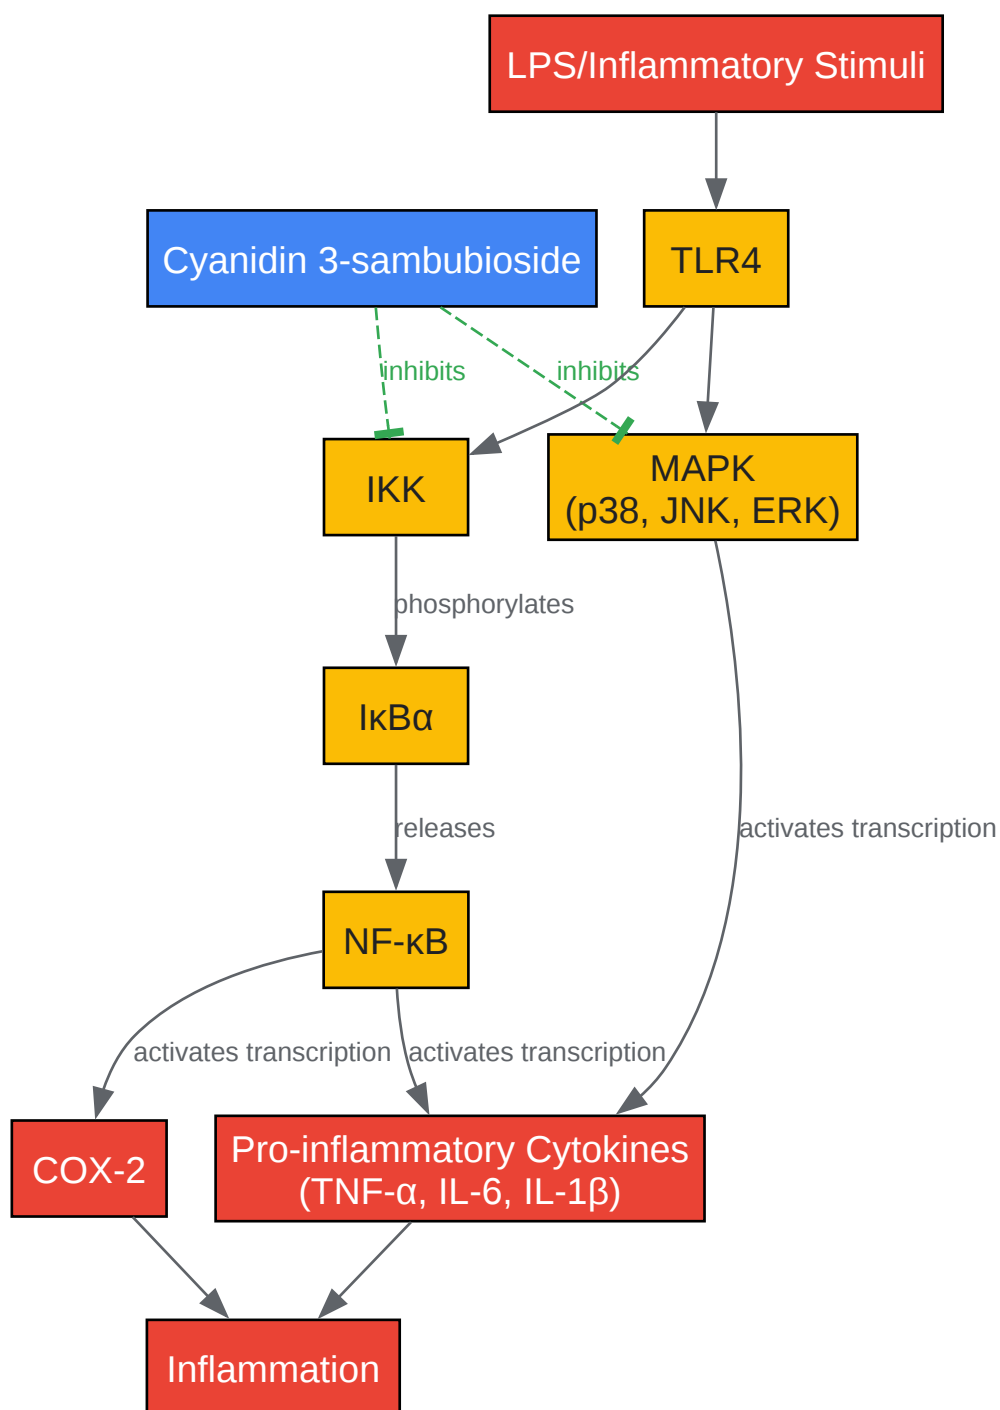 LPS/Inflammatory Stimuli
Cyanidin 3-sambubioside
TLR4
inhibits
inhibits
IKK
MAPK
(p38, JNK, ERK)
phosphorylates
IκBα
releases
activates transcription
NF-κB
activates transcription
activates transcription
COX-2
Pro-inflammatory Cytokines
(TNF-α, IL-6, IL-1β)
Inflammation